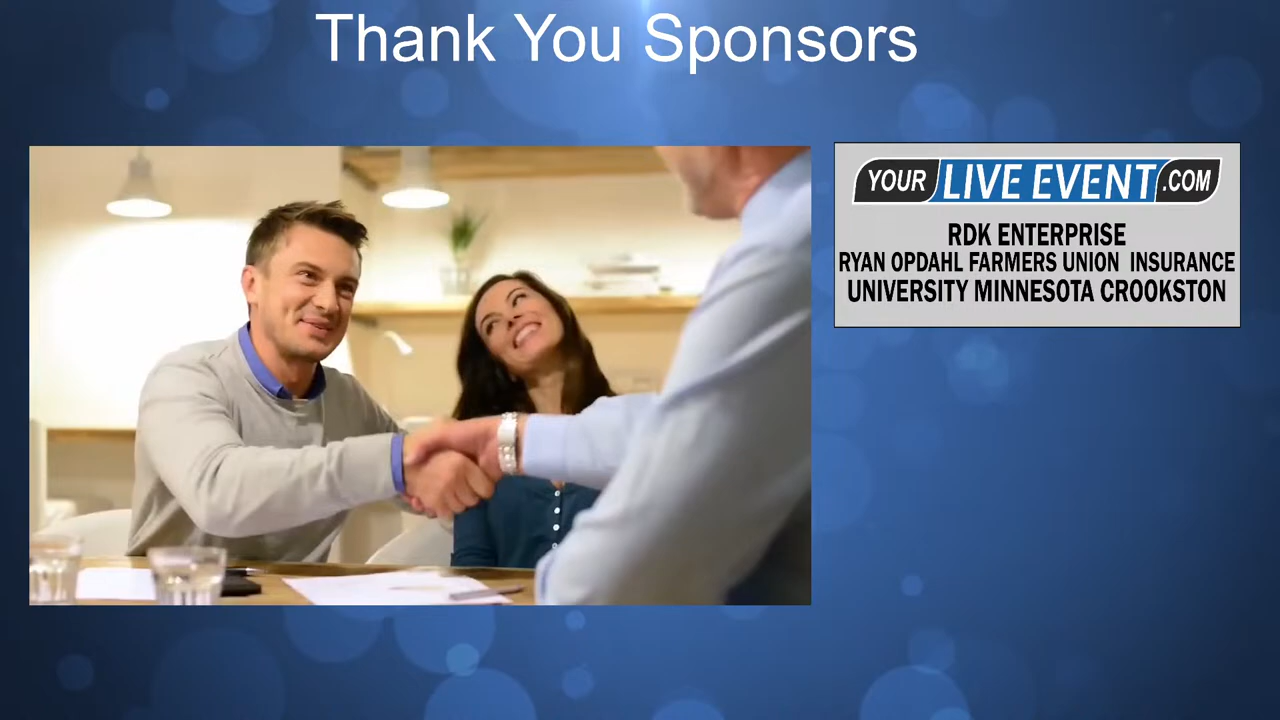 Thank You Sponsors
YOUR LIVE EVENT.COM
RDK ENTERPRISE
RYAN OPDAHL FARMERS UNION INSURANCE
UNIVERSITY MINNESOTA CROOKSTON